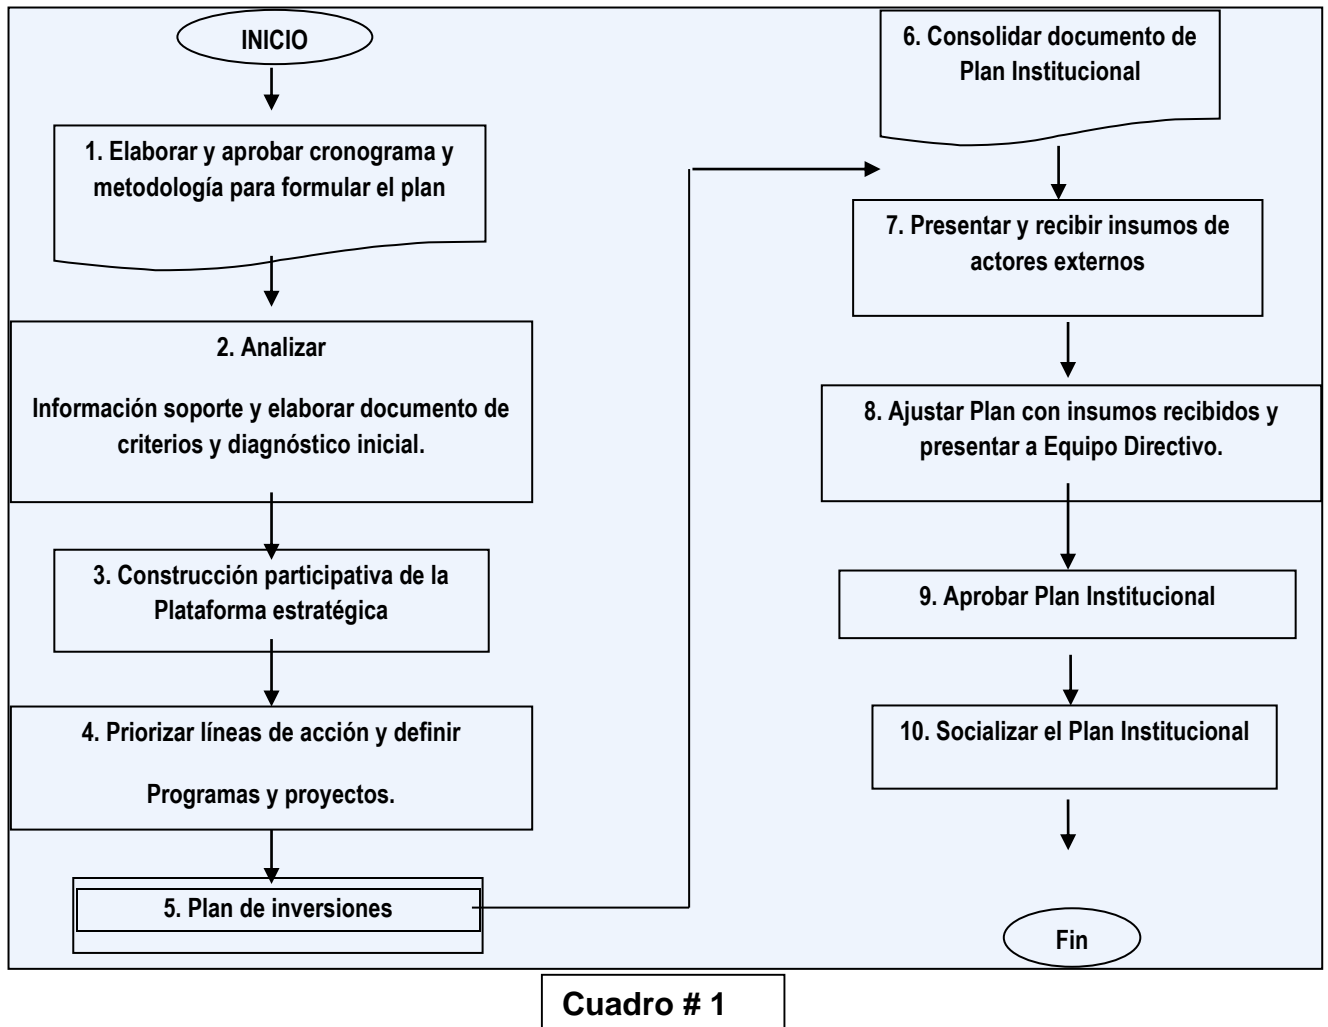 INICIO
1. Elaborar y aprobar cronograma y
metodología para formular el plan
2. Analizar
Información soporte y elaborar documento de
criterios y diagnóstico inicial.
3. Construcción participativa de la
Plataforma estratégica
4. Priorizar líneas de acción y definir
Programas y proyectos.
5. Plan de inversiones
6. Consolidar documento de
Plan Institucional
7. Presentar y recibir insumos de
actores externos
8. Ajustar Plan con insumos recibidos y
presentar a Equipo Directivo.
9. Aprobar Plan Institucional
10. Socializar el Plan Institucional
Fin
Cuadro # 1